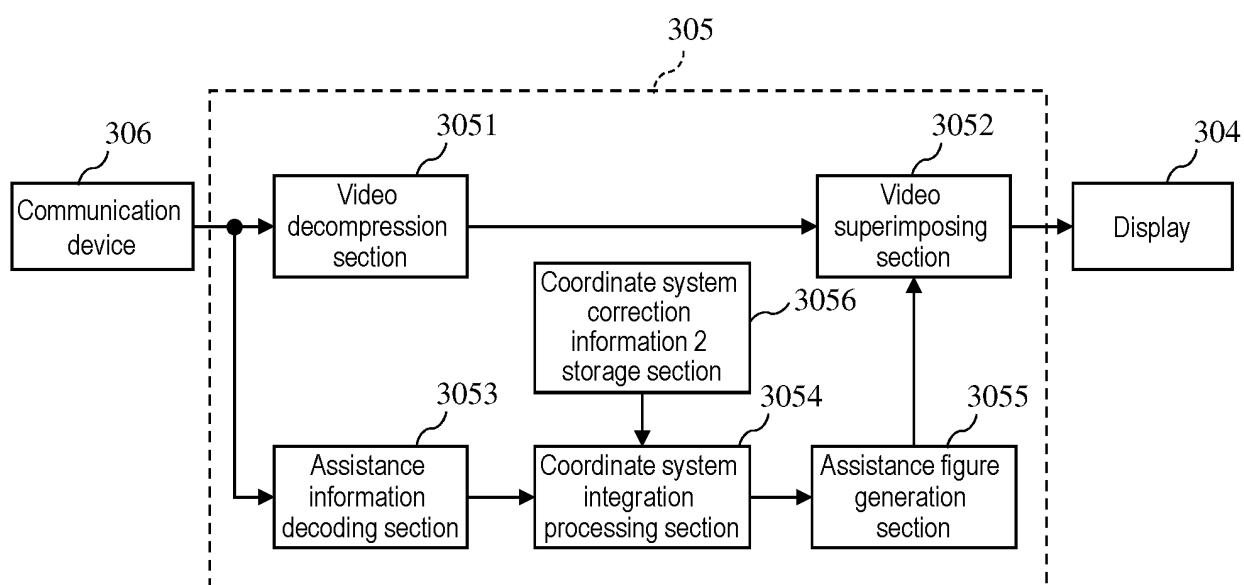 305
306
3051
3052
304
Communication
device
Video
decompression
section
Video
superimposing
section
Display
Coordinate system
correction
information 2
storage section
3056
3053
3054
3055
Assistance
information
decoding section
Coordinate system
integration
processing section
Assistance figure
generation
section